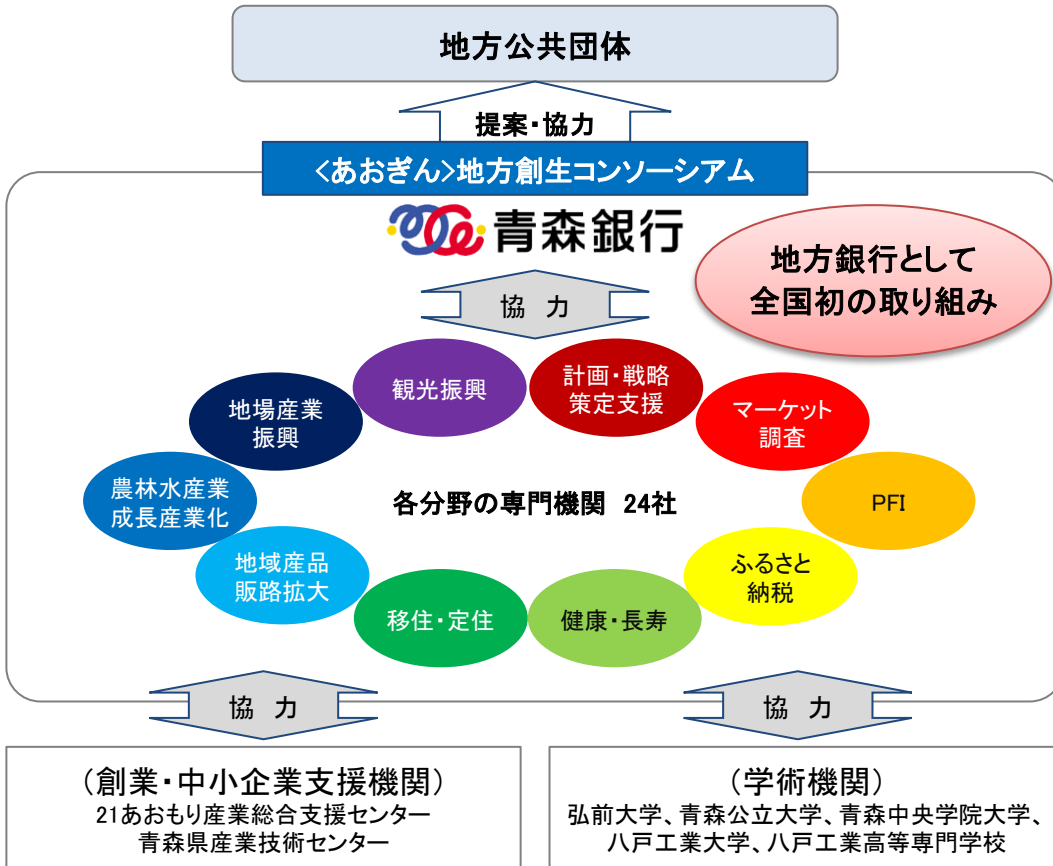 地方公共団体
提案・協力
<あおぎん>地方創生コンソーシアム
青森銀行
地方銀行として
全国初の取り組み
協 力
観光振興
計画・戦略
策定支援
地場産業
振興
マーケット
調査
農林水産業
成長産業化
各分野の専門機関 24社
PFI
地域産品
販路拡大
ふるさと
納税
移住・定住
健康・長寿
協 力
協 力
(創業・中小企業支援機関)
21あおもり産業総合支援センター
青森県産業技術センター
(学術機関)
弘前大学、青森公立大学、青森中央学院大学、
八戸工業大学、八戸工業高等専門学校